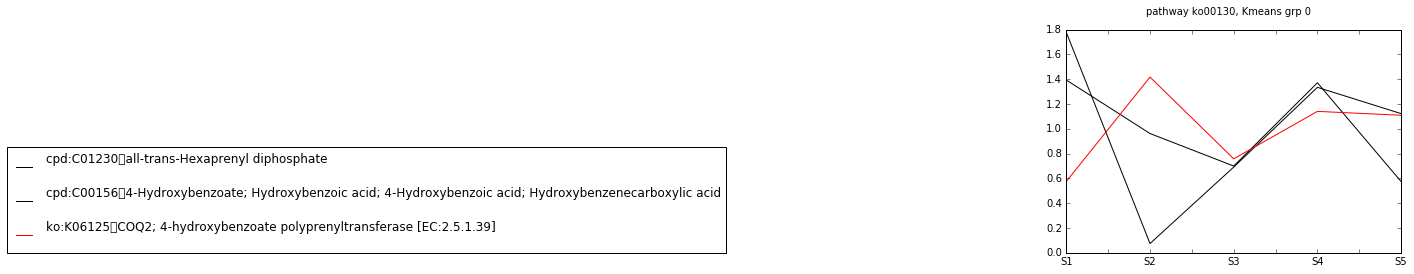 pathway ko00130, Kmeans grp 0
1.8
1.6
1.4
1.2
1.0
0.8
0.6
0.4
0.2
0.0
S1 S2 S3 S4 S5
cpd:C01230▯all-trans-Hexaprenyl diphosphate
cpd:C00156▯4-Hydroxybenzoate; Hydroxybenzoic acid; 4-Hydroxybenzoic acid; Hydroxybenzenecarboxylic acid
ko:K06125▯COQ2; 4-hydroxybenzoate polyprenyltransferase [EC:2.5.1.39]